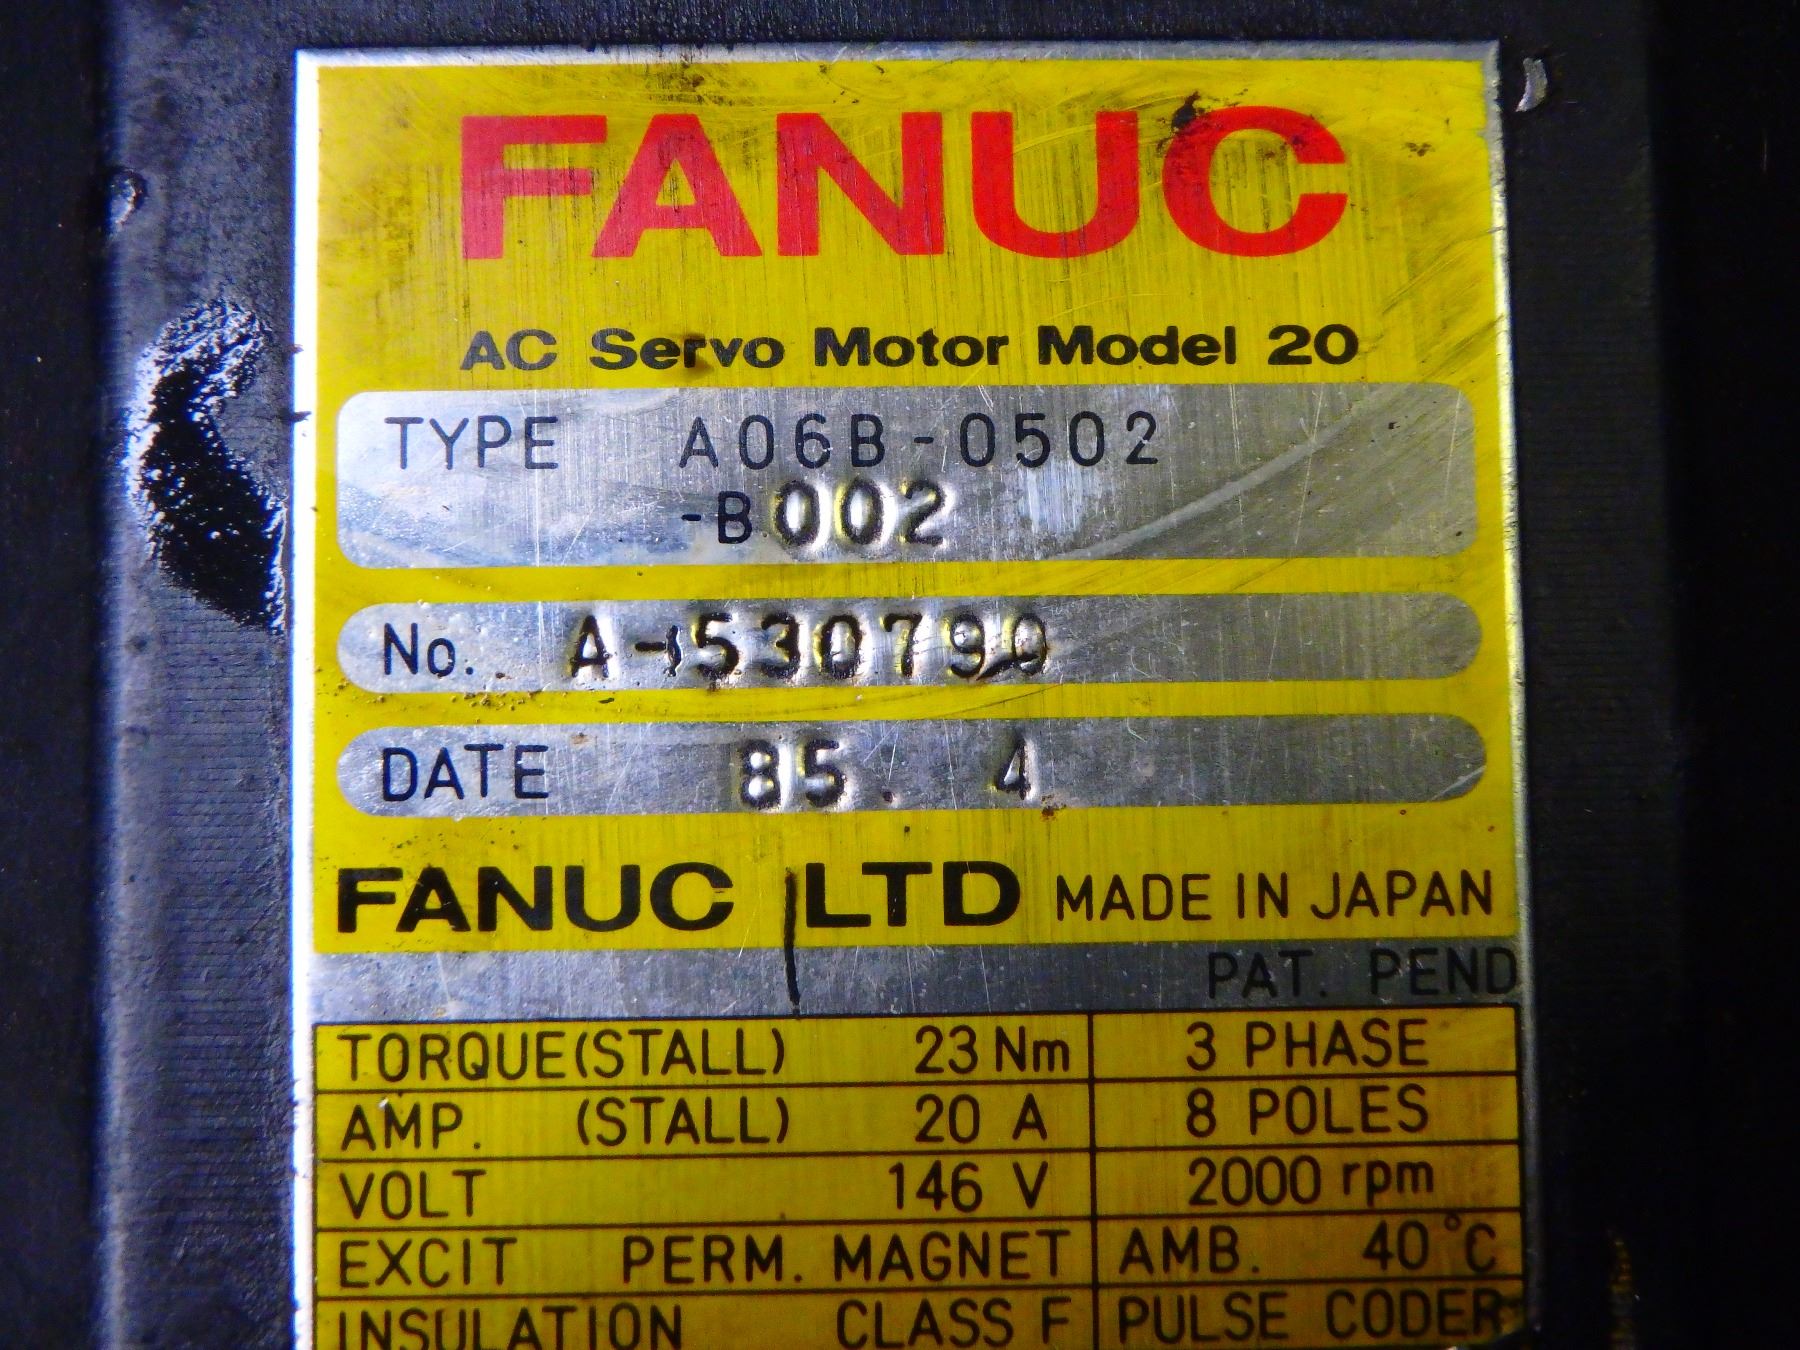 FANUC
AC Servo Motor Model 20
TYPE A06B-0502
-B002
No. A-530790
DATE 85. 4
FANUC LTD MADE IN JAPAN
PAT. PEND
TORQUE(STALL) 23 Nm 3 PHASE
AMP. (STALL) 20 A 8 POLES
VOLT 146 V 2000 rpm
EXCIT PERM. MAGNET AMB. 40°C
INSULATION CLASS F PULSE CODER